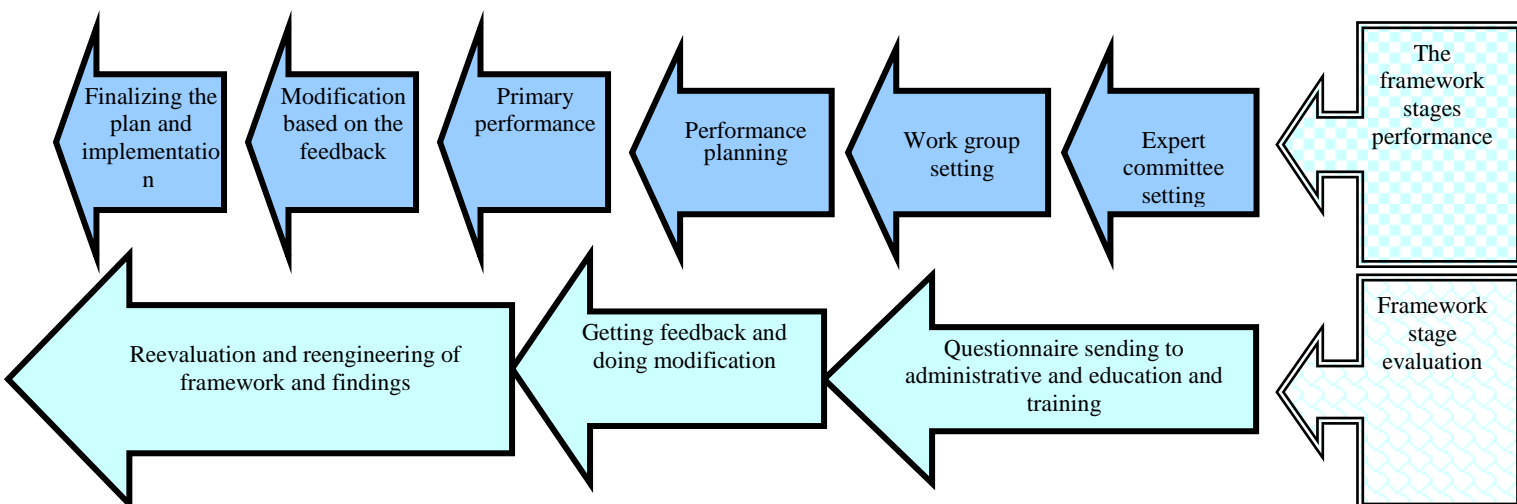 Finalizing the
plan and
implementatio
n
Modification
based on the
feedback
Primary
performance
Performance
planning
Work group
setting
Expert
committee
setting
The
framework
stages
performance
Reevaluation and reengineering of
framework and findings
Getting feedback and
doing modification
Questionnaire sending to
administrative and education and
training
Framework
stage
evaluation